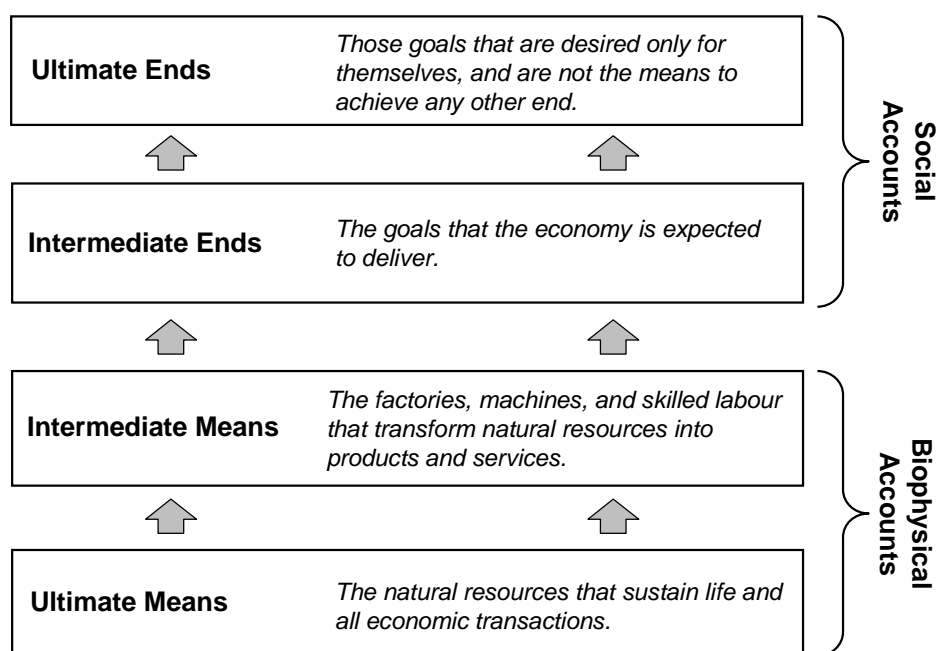 Ultimate Ends
Those goals that are desired only for
themselves, and are not the means to
achieve any other end.
Intermediate Ends
The goals that the economy is expected
to deliver.
Social
Accounts
Intermediate Means
The factories, machines, and skilled labour
that transform natural resources into
products and services.
Ultimate Means
The natural resources that sustain life and
all economic transactions.
Biophysical
Accounts